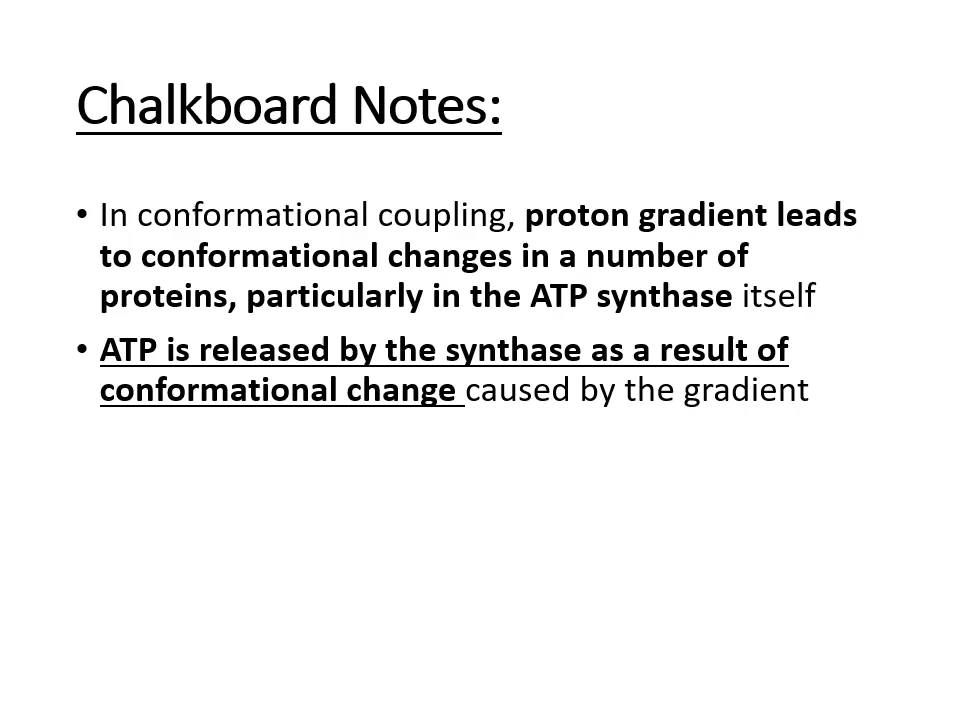 Chalkboard Notes:
• In conformational coupling, proton gradient leads
to conformational changes in a number of
proteins, particularly in the ATP synthase itself
• ATP is released by the synthase as a result of
conformational change caused by the gradient